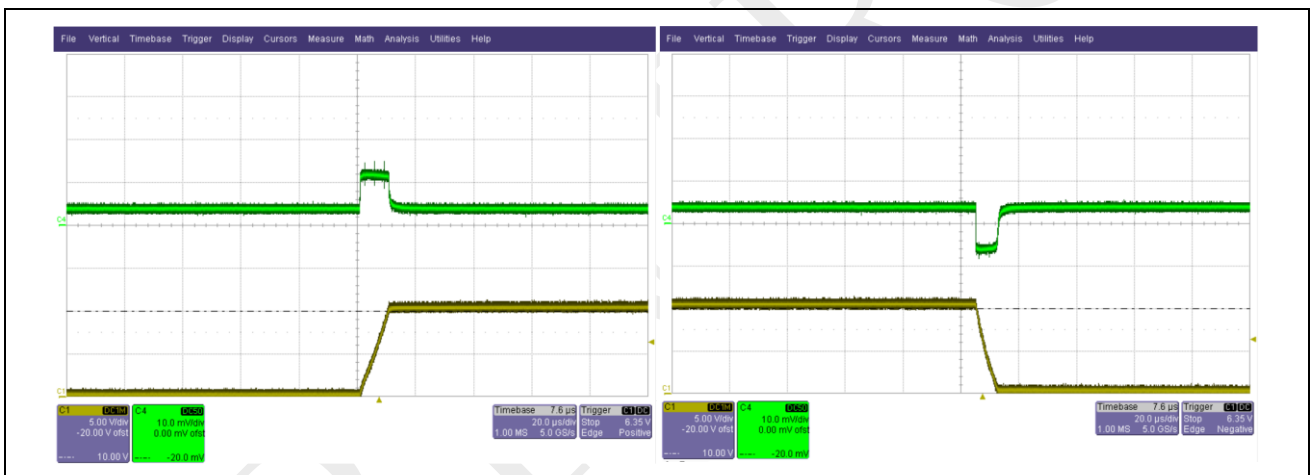 File Vertical Timebase Trigger Display Cursors Measure Math Analysis Utilities Help
C4
C1
C1 DC1M
5.00 V/div
-20.00 V ofst
10.00 V
C4 DC50
10.0 mV/div
0.00 mV ofst
-20.0 mV
Timebase 7.6 µs
20.0 µs/div
1.00 MS 5.0 GS/s
Trigger C1 DC
Stop 6.35 V
Edge Positive
File Vertical Timebase Trigger Display Cursors Measure Math Analysis Utilities Help
C4
C1
C1 DC1M
5.00 V/div
-20.00 V ofst
10.00 V
C4 DC50
10.0 mV/div
0.00 mV ofst
-20.0 mV
Timebase 7.6 µs
20.0 µs/div
1.00 MS 5.0 GS/s
Trigger C1 DC
Stop 6.35 V
Edge Negative